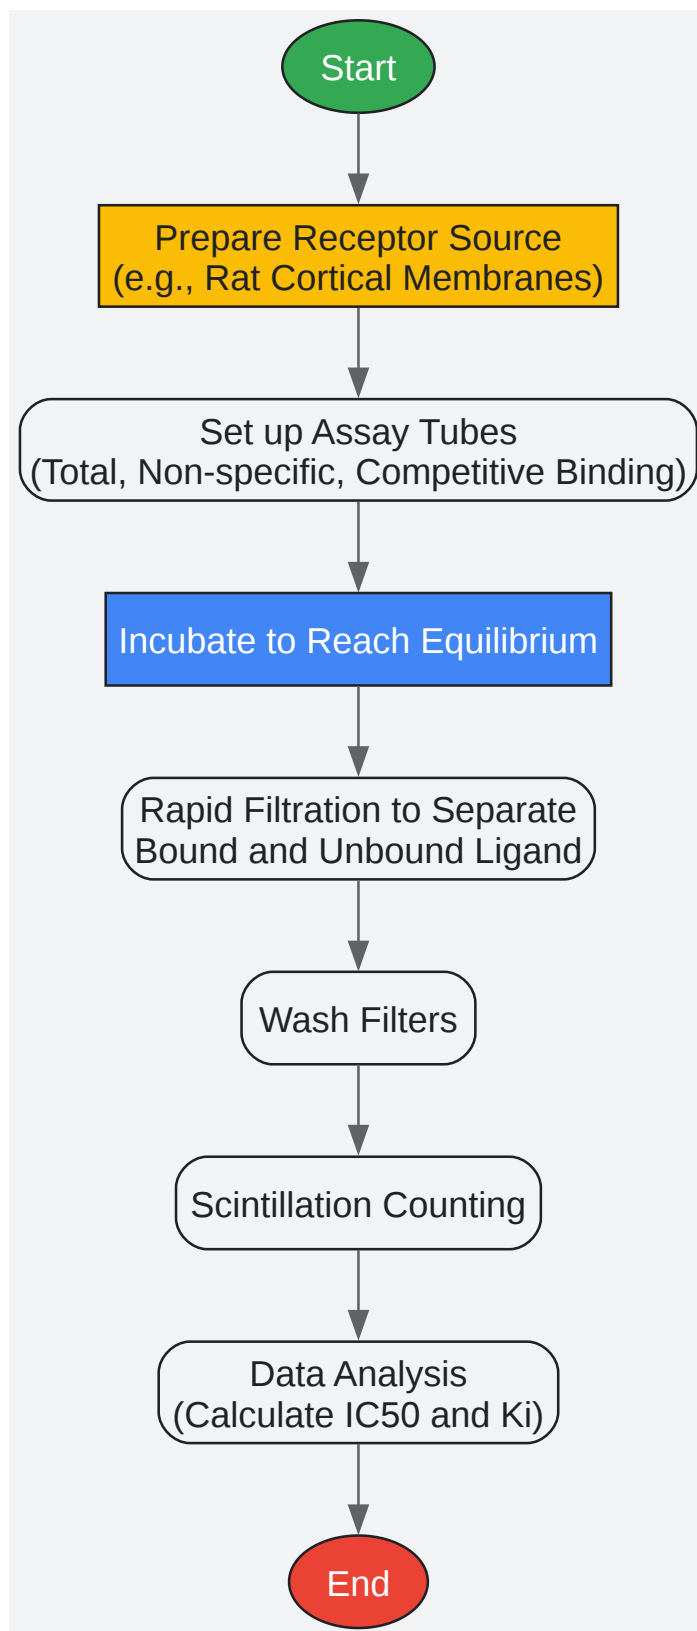 Start
Prepare Receptor Source
(e.g., Rat Cortical Membranes)
Set up Assay Tubes
(Total, Non-specific, Competitive Binding)
Incubate to Reach Equilibrium
Rapid Filtration to Separate
Bound and Unbound Ligand
Wash Filters
Scintillation Counting
Data Analysis
(Calculate IC50 and Ki)
End